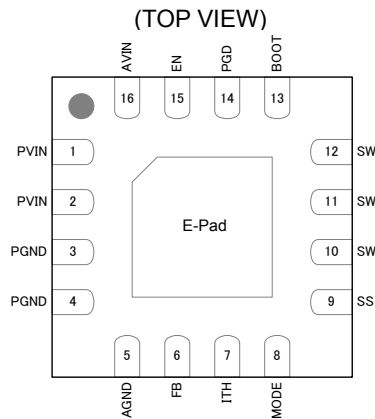 (TOP VIEW)
AVIN EN PGD BOOT
16 15 14 13
PVIN 1 12 SW
PVIN 2 11 SW
E-Pad
PGND 3 10 SW
PGND 4 9 SS
5 6 7 8
AGND FB ITH MODE